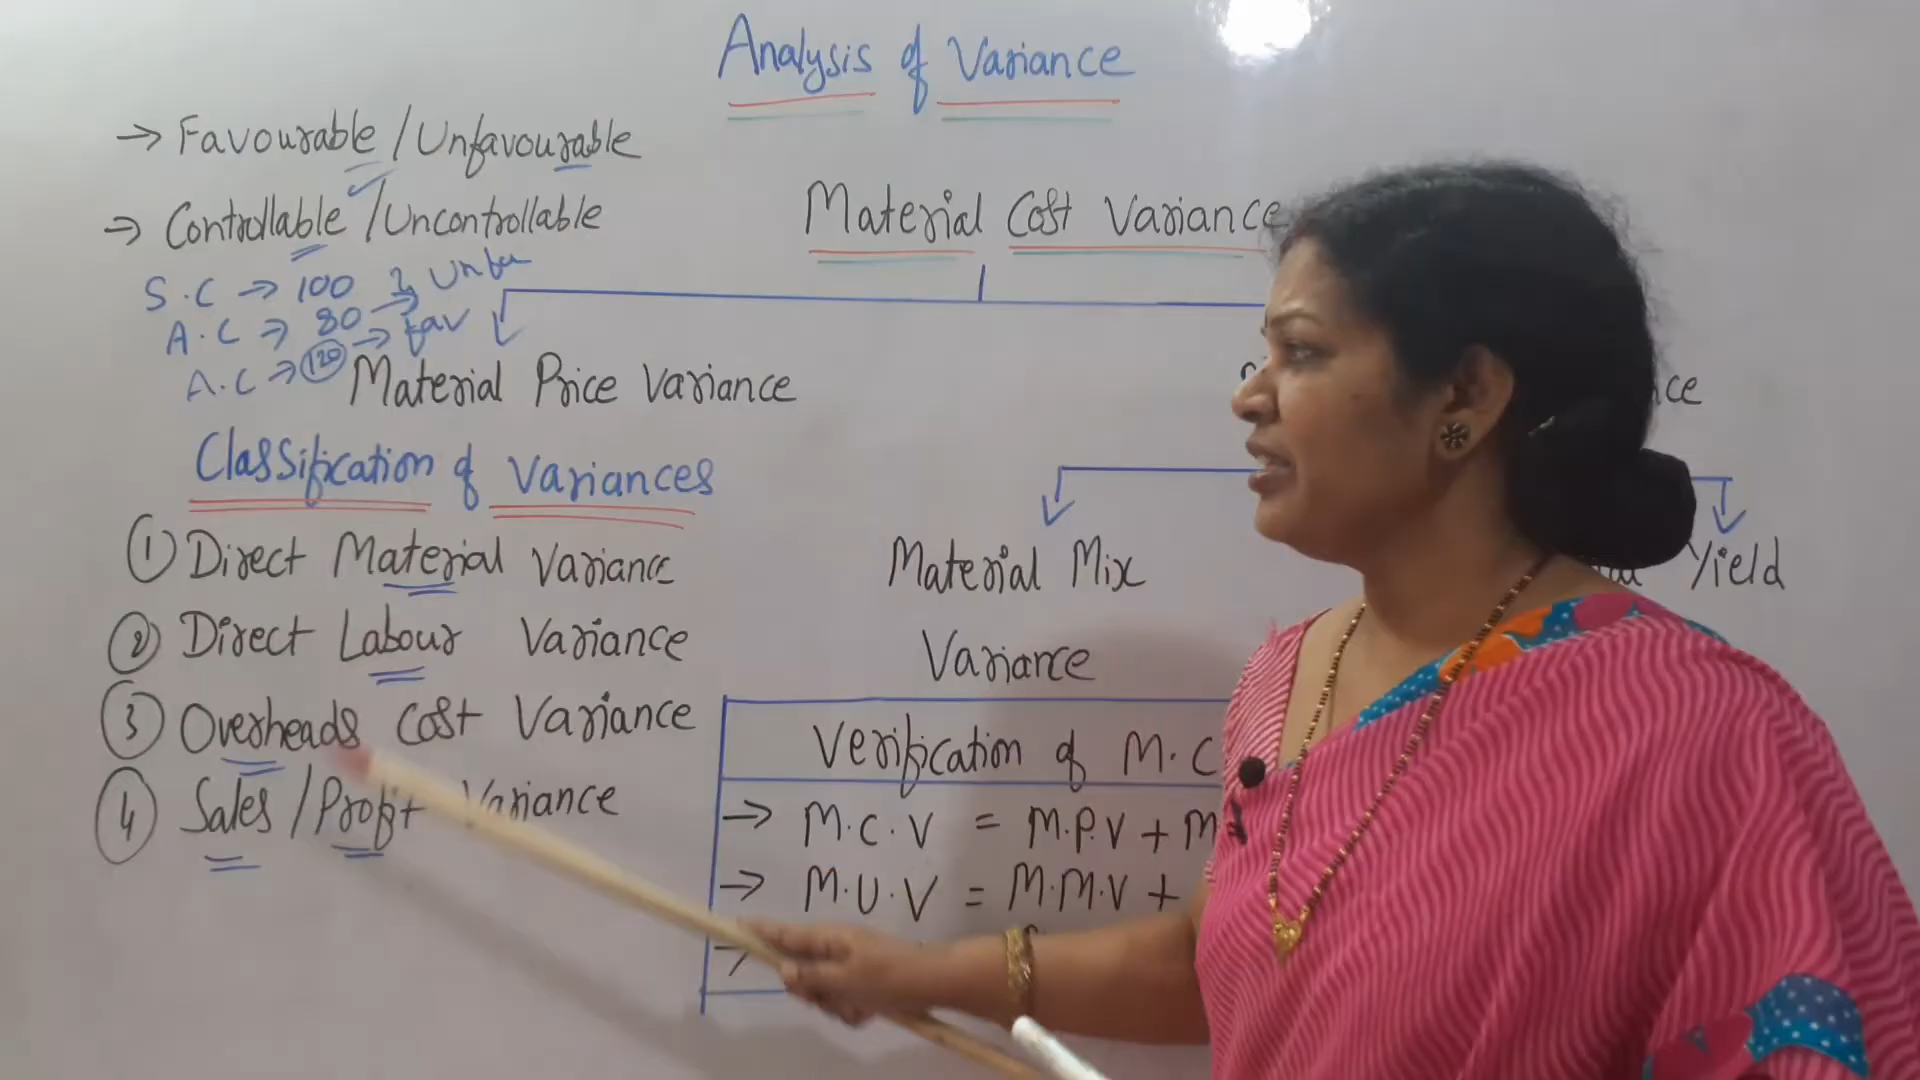 Analysis of Variance
→ Favourable / Unfavourable
→ Controllable / Uncontrollable
S.C → 100
A.C → 80 →
A.C → 120 → fav
Material Cost Variance
Material Price Variance
Classification of Variances
① Direct Material Variance
② Direct Labour Variance
③ Overheads Cost Variance
④ Sales / Profit Variance
Material Mix
Variance
Yield
Verification of M.C
→ M.C.V = M.P.V + M
→ M.U.V = M.M.V +
→